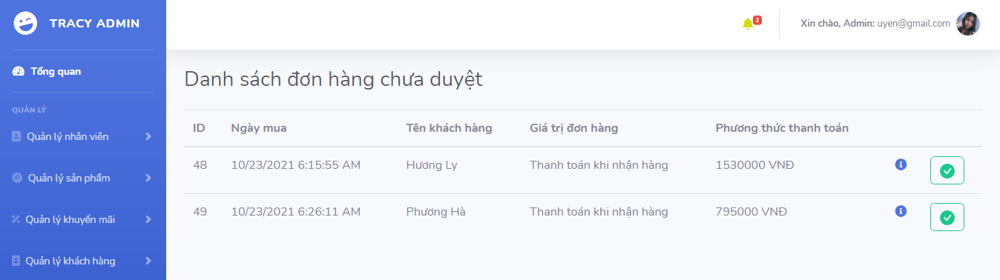 TRACY ADMIN
2
Xin chào, Admin: uyen@gmail.com
Tổng quan
QUẢN LÝ
Quản lý nhân viên
Quản lý sản phẩm
Quản lý khuyến mãi
Quản lý khách hàng
Danh sách đơn hàng chưa duyệt
ID Ngày mua Tên khách hàng Giá trị đơn hàng Phương thức thanh toán
48 10/23/2021 6:15:55 AM Hương Ly Thanh toán khi nhận hàng 1530000 VNĐ
49 10/23/2021 6:26:11 AM Phương Hà Thanh toán khi nhận hàng 795000 VNĐ